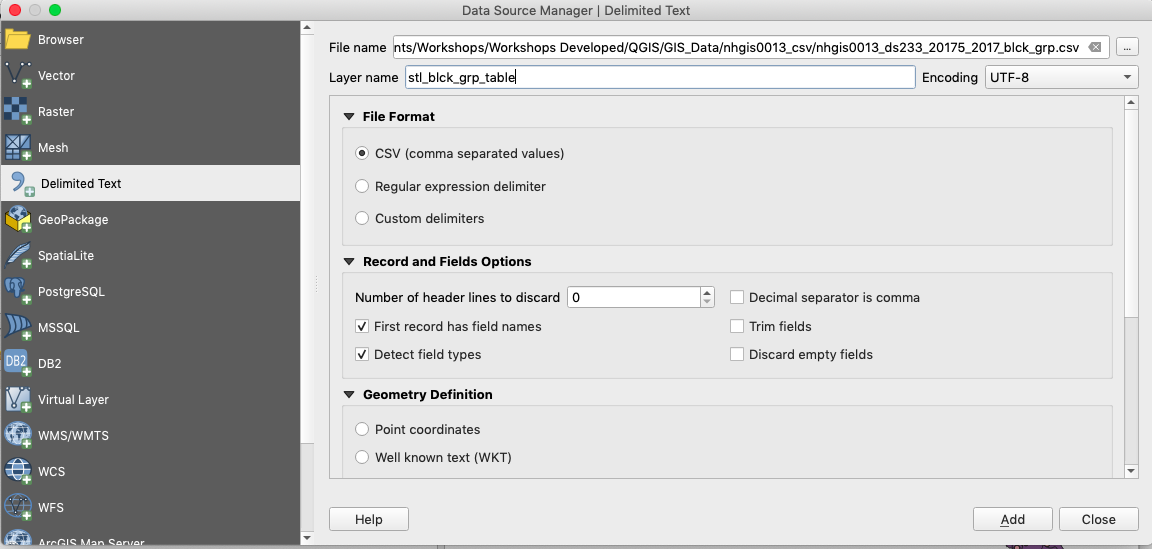 Data Source Manager | Delimited Text
Browser
Vector
Raster
Mesh
Delimited Text
GeoPackage
SpatiaLite
PostgreSQL
MSSQL
DB2
DB2
Virtual Layer
WMS/WMTS
WCS
WFS
ArcGIS Map Server
File name nts/Workshops/Workshops Developed/QGIS/GIS_Data/nhgis0013_csv/nhgis0013_ds233_20175_2017_blck_grp.csv ...
Layer name stl_blck_grp_table Encoding UTF-8
File Format
CSV (comma separated values)
Regular expression delimiter
Custom delimiters
Record and Fields Options
Number of header lines to discard 0 Decimal separator is comma
First record has field names Trim fields
Detect field types Discard empty fields
Geometry Definition
Point coordinates
Well known text (WKT)
Help Add Close